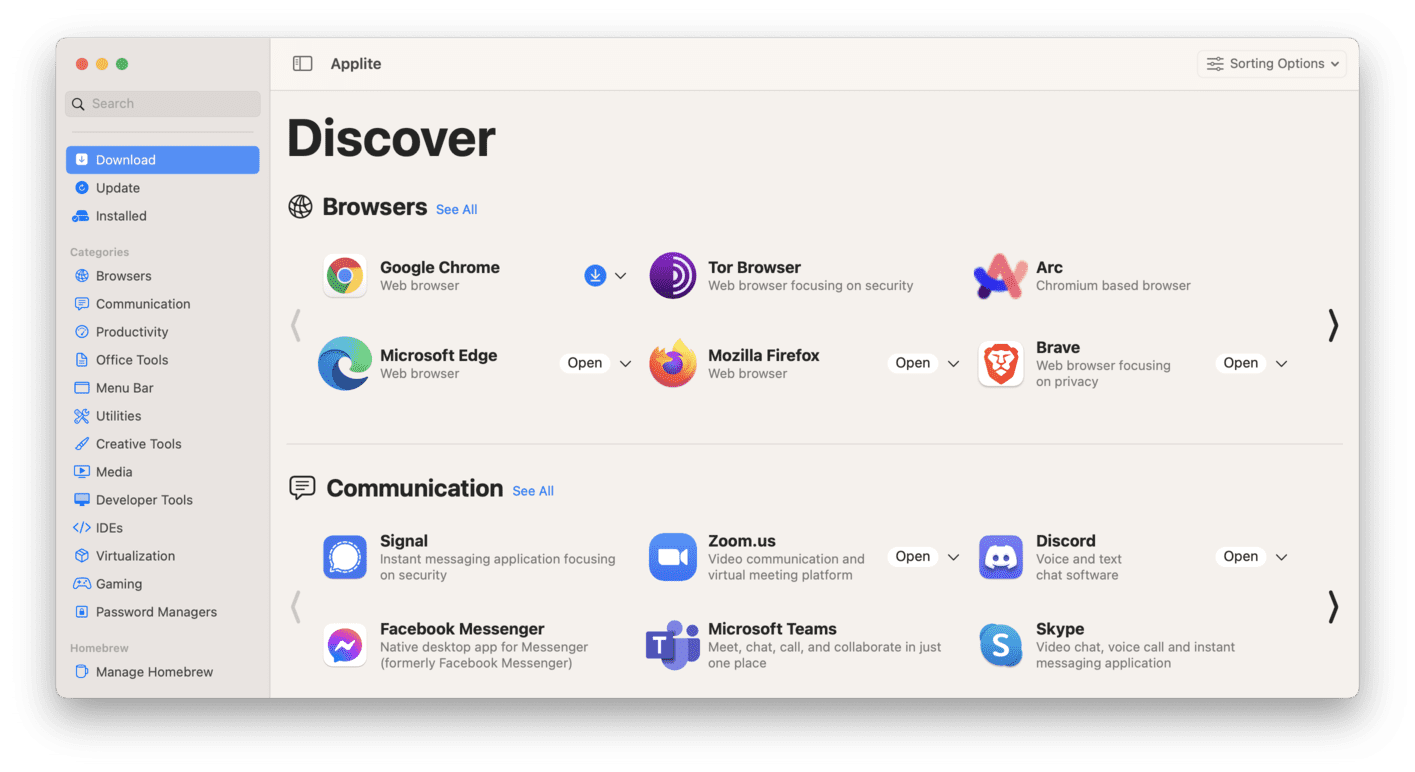 Applite
Sorting Options
Search
Download
Update
Installed
Categories
Browsers
Communication
Productivity
Office Tools
Menu Bar
Utilities
Creative Tools
Media
Developer Tools
IDEs
Virtualization
Gaming
Password Managers
Homebrew
Manage Homebrew
Discover
Browsers See All
Google Chrome
Web browser
Tor Browser
Web browser focusing on security
Arc
Chromium based browser
Microsoft Edge
Web browser
Open
Mozilla Firefox
Web browser
Open
Brave
Web browser focusing
on privacy
Open
Communication See All
Signal
Instant messaging application focusing
on security
Zoom.us
Video communication and
virtual meeting platform
Open
Discord
Voice and text
chat software
Open
Facebook Messenger
Native desktop app for Messenger
(formerly Facebook Messenger)
T
Microsoft Teams
Meet, chat, call, and collaborate in just
one place
S
Skype
Video chat, voice call and instant
messaging application